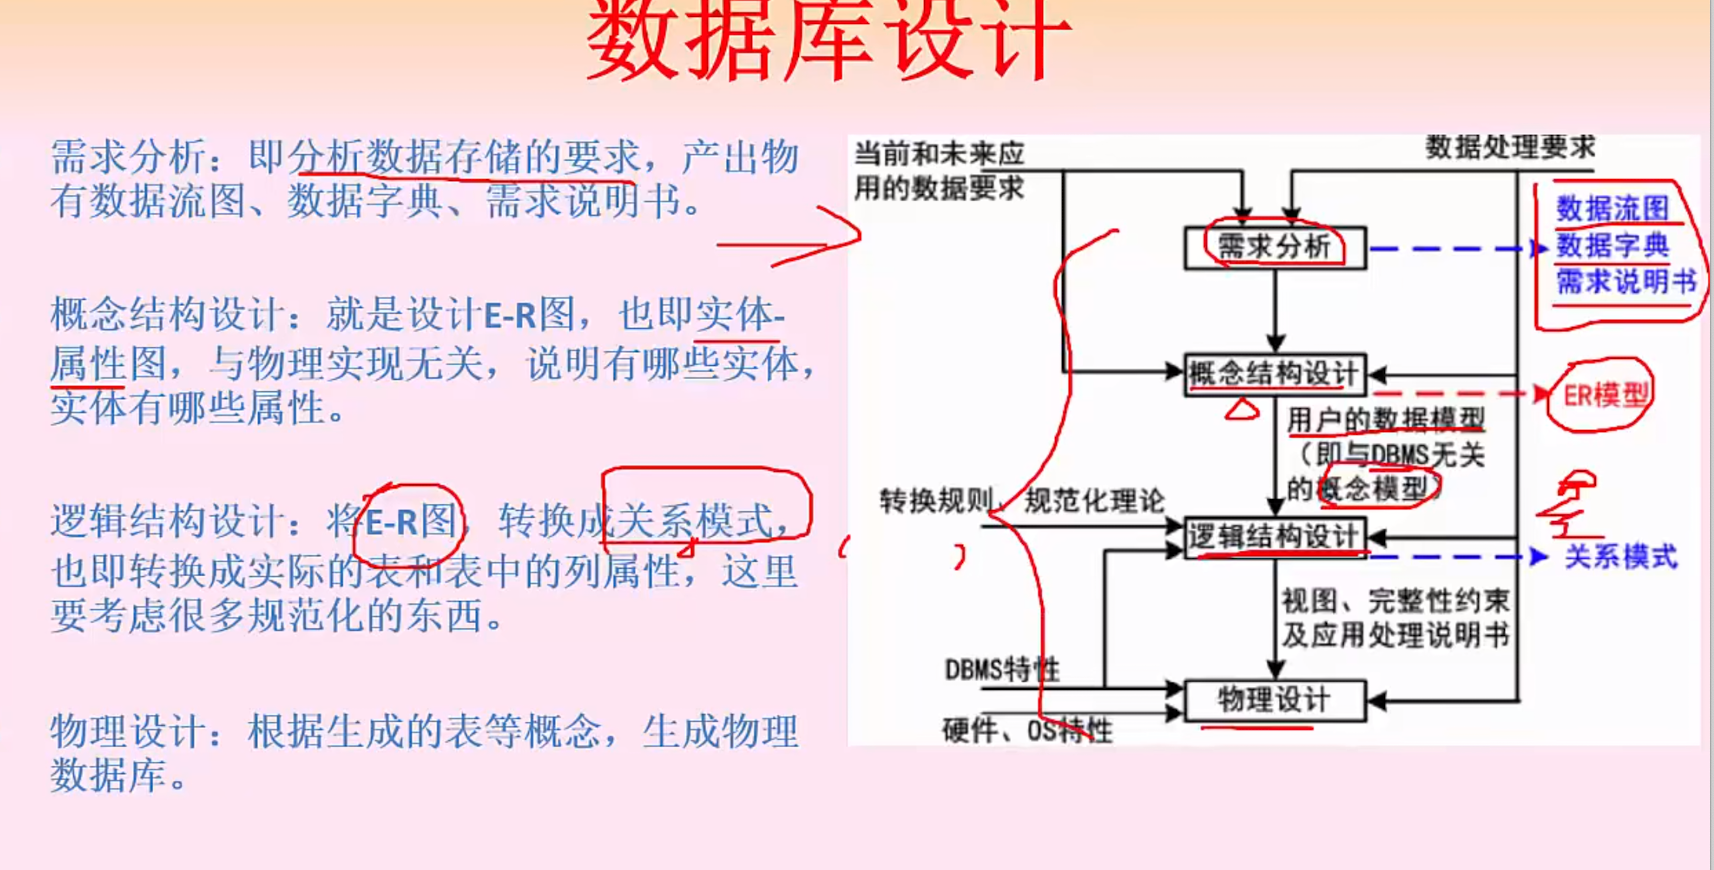 数据库设计
需求分析：即分析数据存储的要求，产出物
有数据流图、数据字典、需求说明书。
概念结构设计：就是设计E-R图，也即实体-
属性图，与物理实现无关，说明有哪些实体，
实体有哪些属性。
逻辑结构设计：将E-R图，转换成关系模式，
也即转换成实际的表和表中的列属性，这里
要考虑很多规范化的东西。
物理设计：根据生成的表等概念，生成物理
数据库。
当前和未来应
用的数据要求
数据处理要求
需求分析
数据流图
数据字典
需求说明书
概念结构设计
ER模型
用户的数据模型
（即与DBMS无关
的概念模型）
转换规则、规范化理论
逻辑结构设计
关系模式
视图、完整性约束
及应用处理说明书
DBMS特性
物理设计
硬件、OS特性